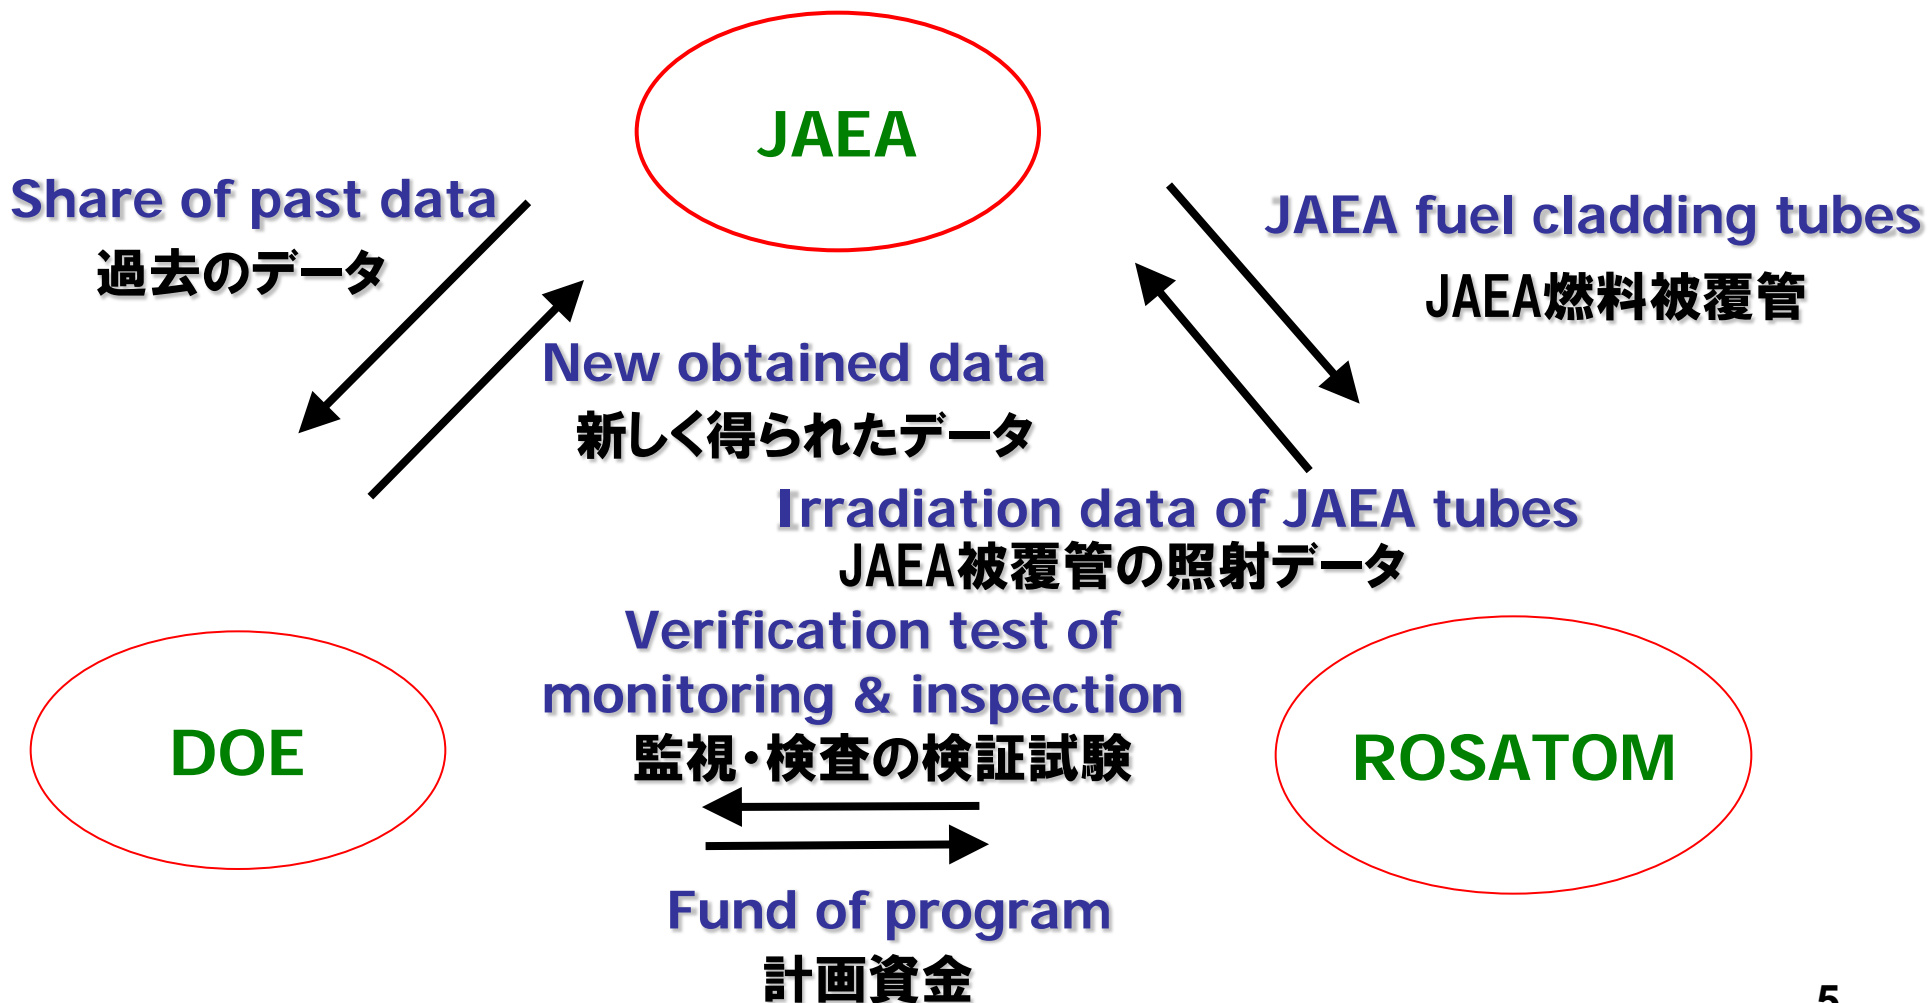 JAEA
Share of past data
過去のデータ
JAEA fuel cladding tubes
JAEA燃料被覆管
New obtained data
新しく得られたデータ
Irradiation data of JAEA tubes
JAEA被覆管の照射データ
Verification test of
monitoring & inspection
監視・検査の検証試験
DOE
ROSATOM
Fund of program
計画資金
5